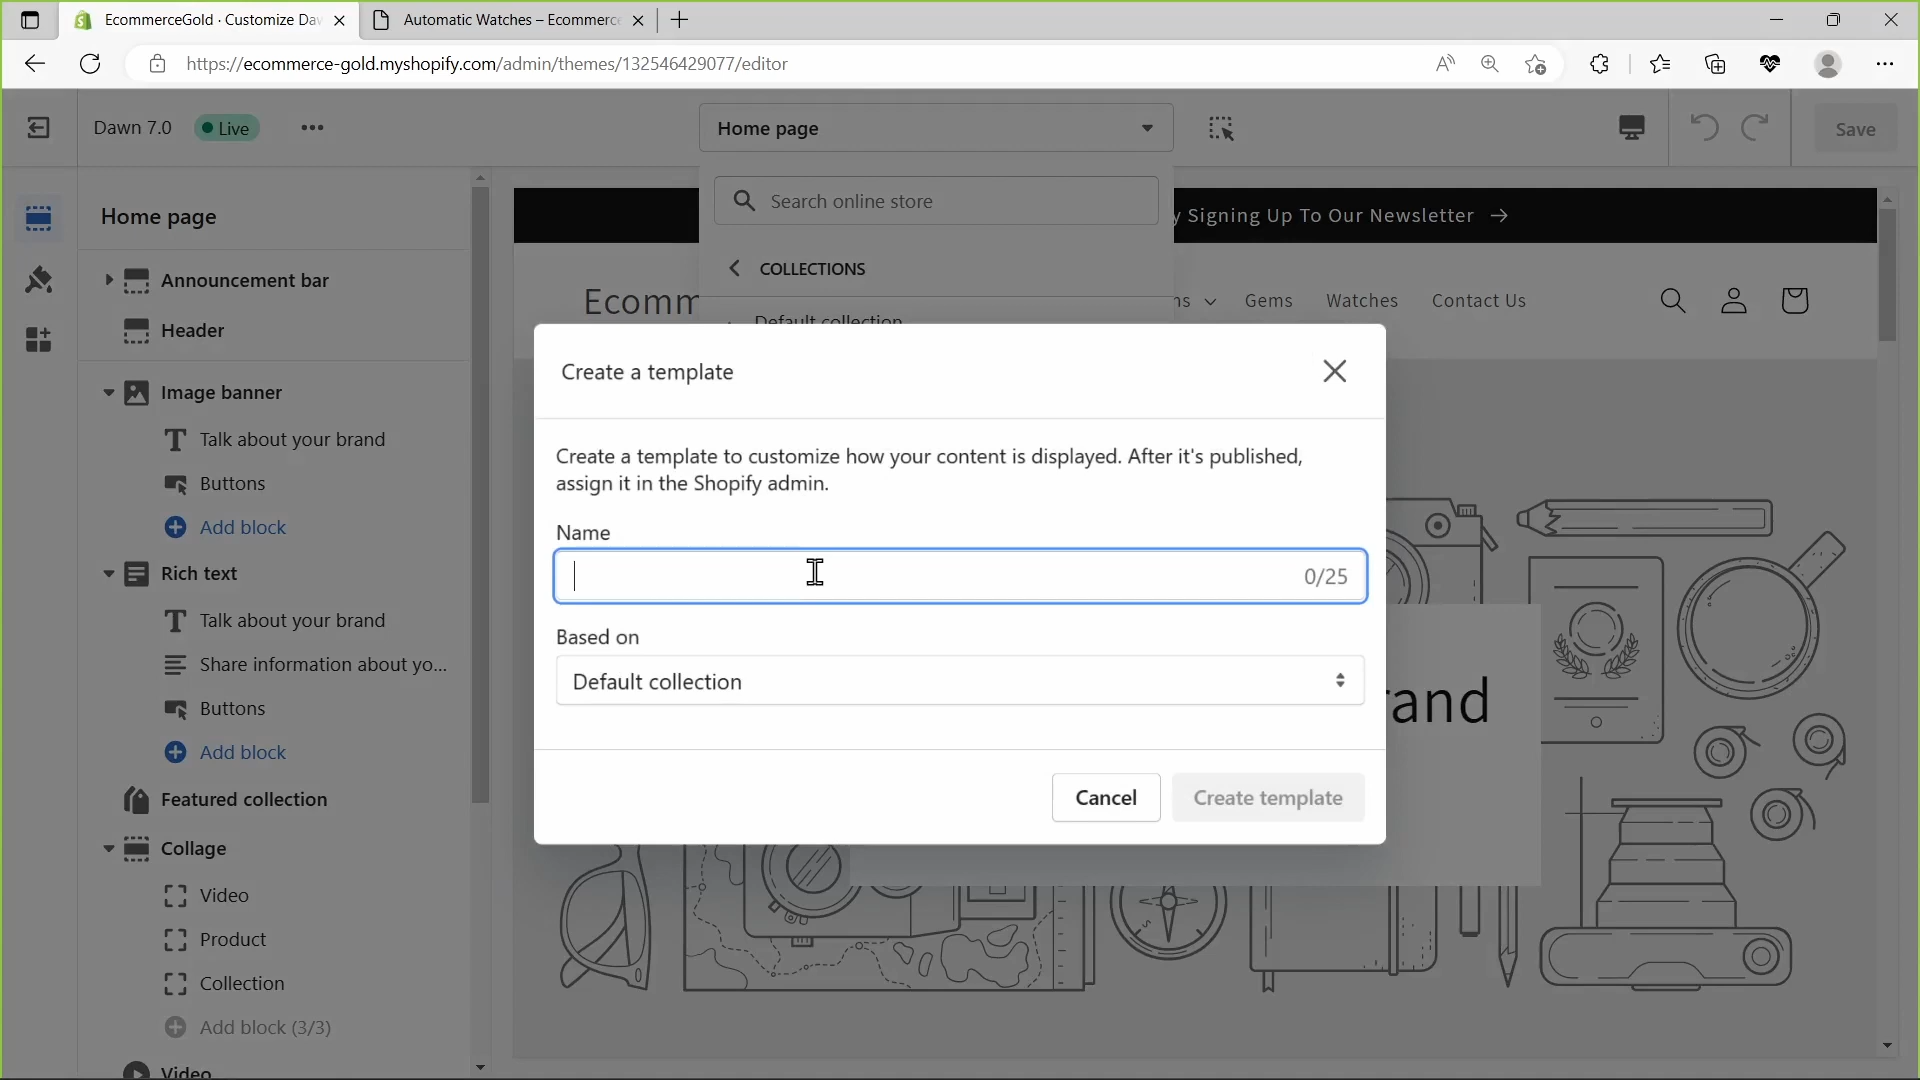 EcommerceGold · Customize Da
Automatic Watches – Ecommerce
https://ecommerce-gold.myshopify.com/admin/themes/132546429077/editor
Dawn 7.0
Live
Home page
Save
Search online store
y Signing Up To Our Newsletter →
Home page
COLLECTIONS
Announcement bar
Ecomm
ns
Gems
Watches
Contact Us
Default collection
Header
Create a template
Image banner
Talk about your brand
Create a template to customize how your content is displayed. After it's published,
assign it in the Shopify admin.
Buttons
Add block
Name
0/25
Rich text
Talk about your brand
Based on
Share information about yo...
Default collection
rand
Buttons
Add block
Cancel
Create template
Featured collection
Collage
Video
Product
Collection
Add block (3/3)
Video